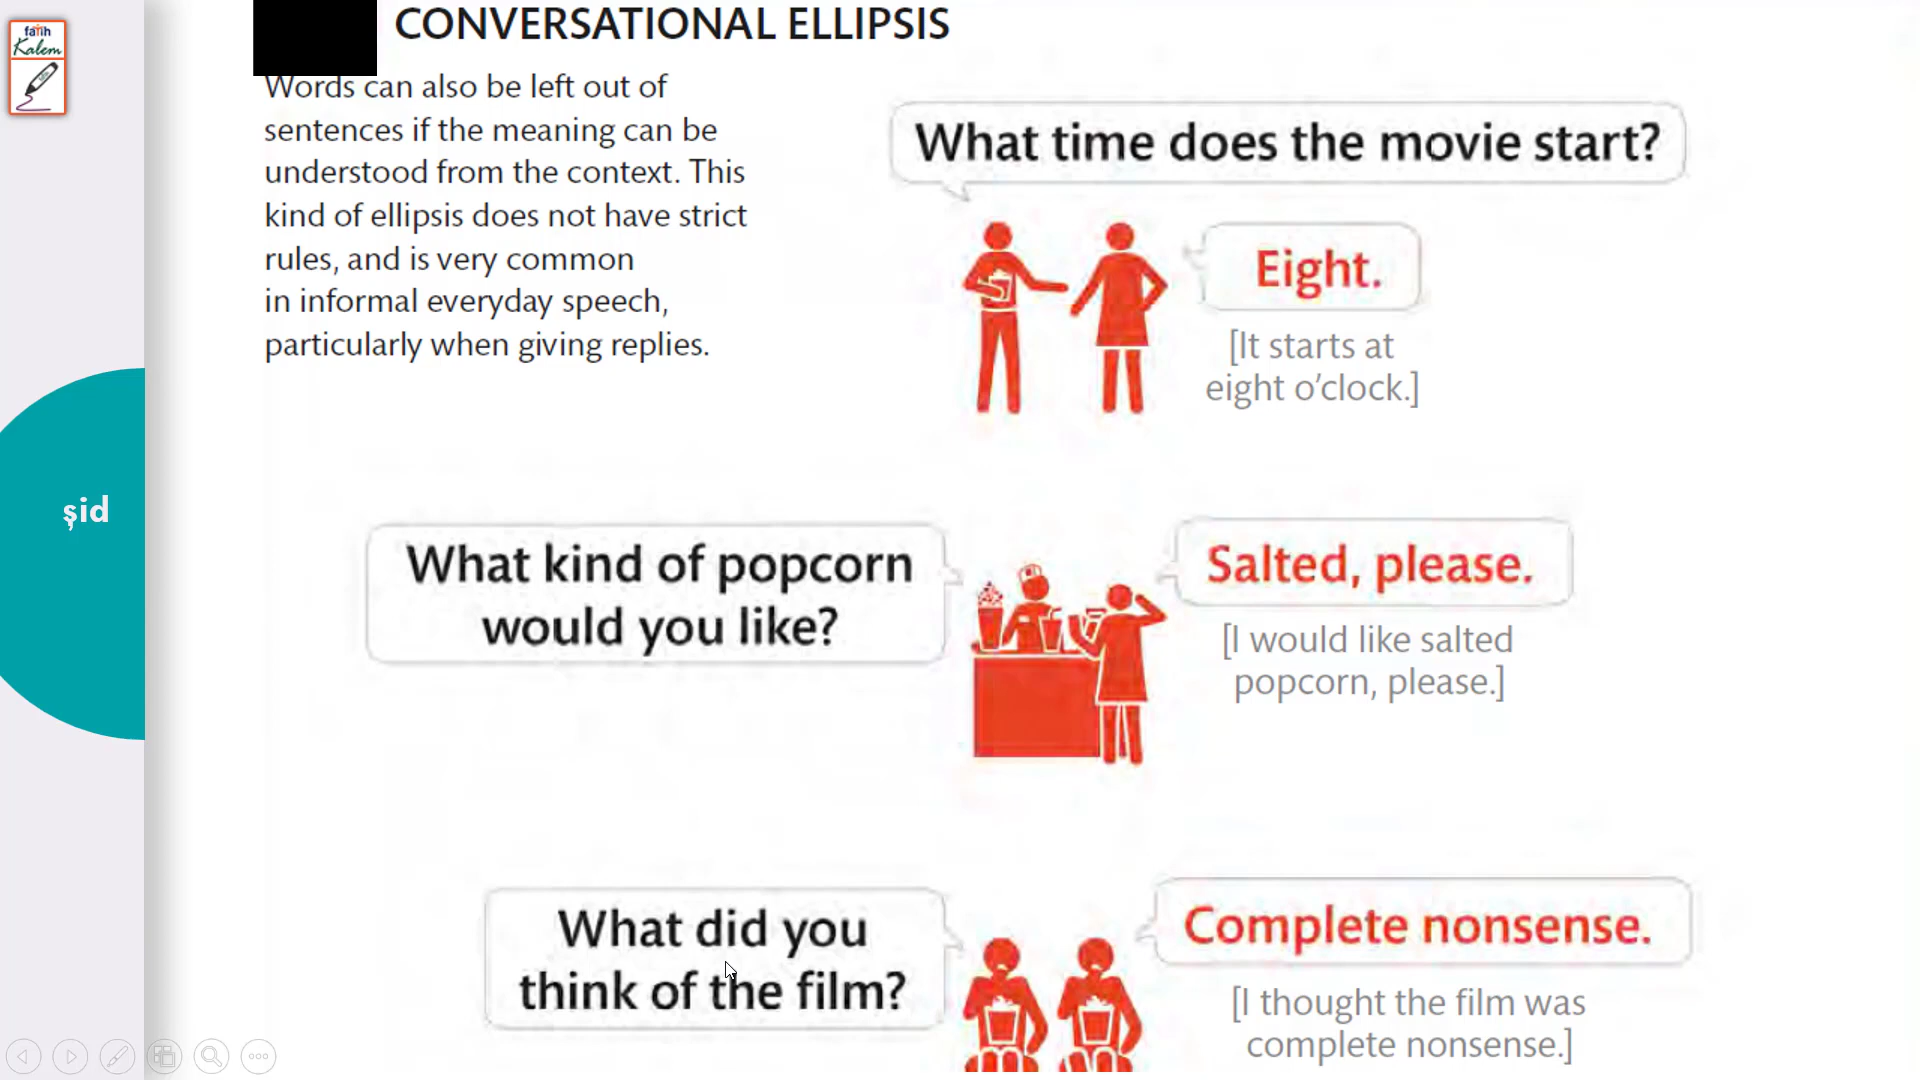 fatih
Kalem
CONVERSATIONAL ELLIPSIS
Words can also be left out of
sentences if the meaning can be
understood from the context. This
kind of ellipsis does not have strict
rules, and is very common
in informal everyday speech,
particularly when giving replies.
What time does the movie start?
Eight.
[It starts at
eight o’clock.]
şid
What kind of popcorn
would you like?
Salted, please.
[I would like salted
popcorn, please.]
What did you
think of the film?
Complete nonsense.
[I thought the film was
complete nonsense.]